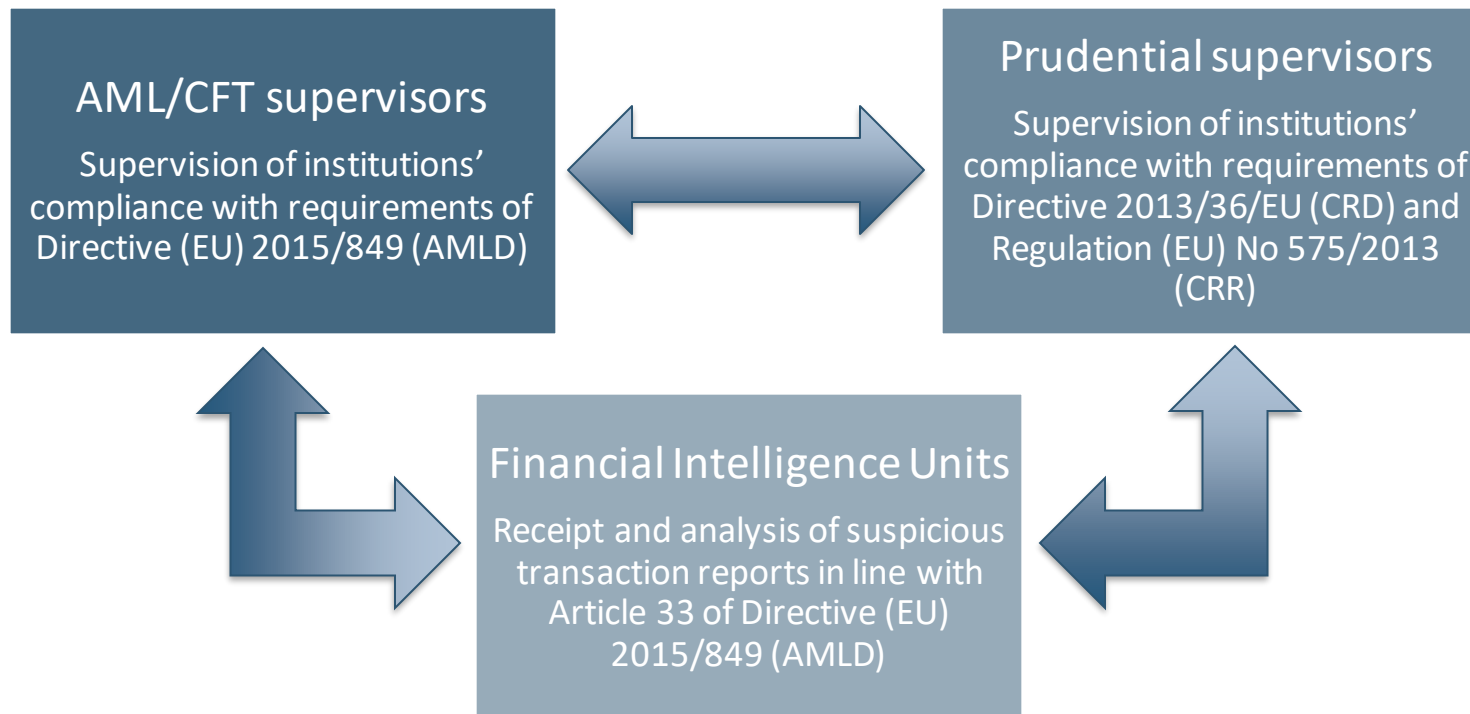 AML/CFT supervisors
Supervision of institutions’
compliance with requirements of
Directive (EU) 2015/849 (AMLD)
Prudential supervisors
Supervision of institutions’
compliance with requirements of
Directive 2013/36/EU (CRD) and
Regulation (EU) No 575/2013
(CRR)
Financial Intelligence Units
Receipt and analysis of suspicious
transaction reports in line with
Article 33 of Directive (EU)
2015/849 (AMLD)